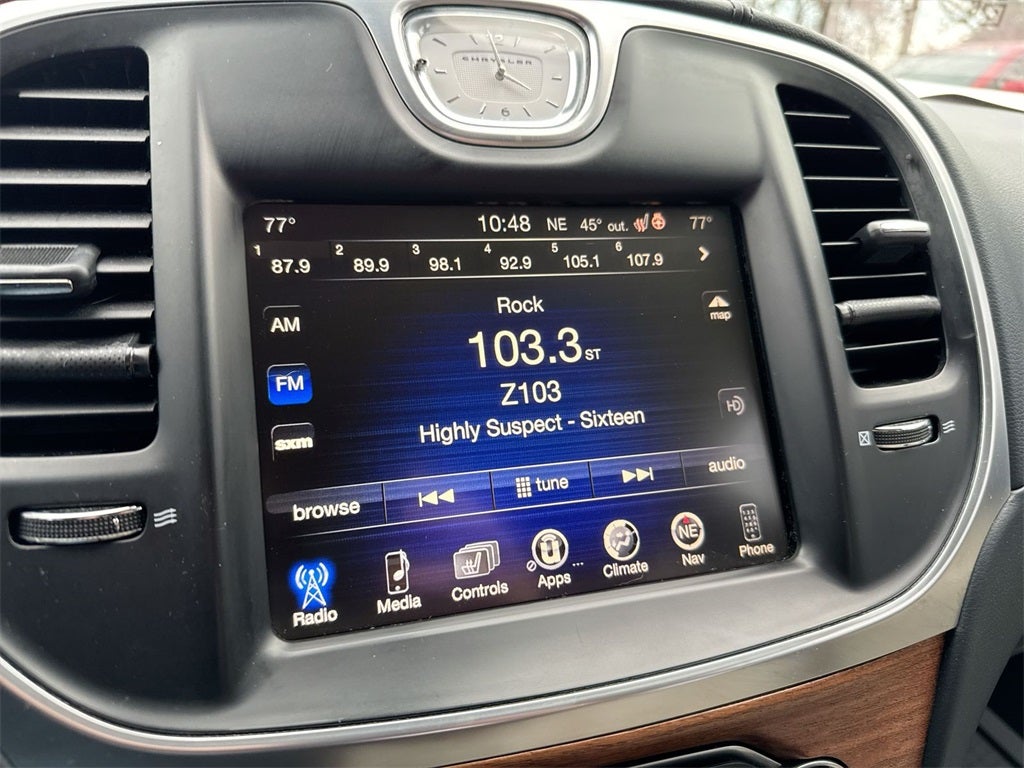 12
CHRYSLER
6
77° 10:48 NE 45° out. 77°
1 87.9 2 89.9 3 98.1 4 92.9 5 105.1 6 107.9
Rock
map
AM
103.3 ST
FM
Z103
HD
Highly Suspect - Sixteen
sxm
browse tune audio
Radio Media Controls Apps ... Climate NE Nav Phone